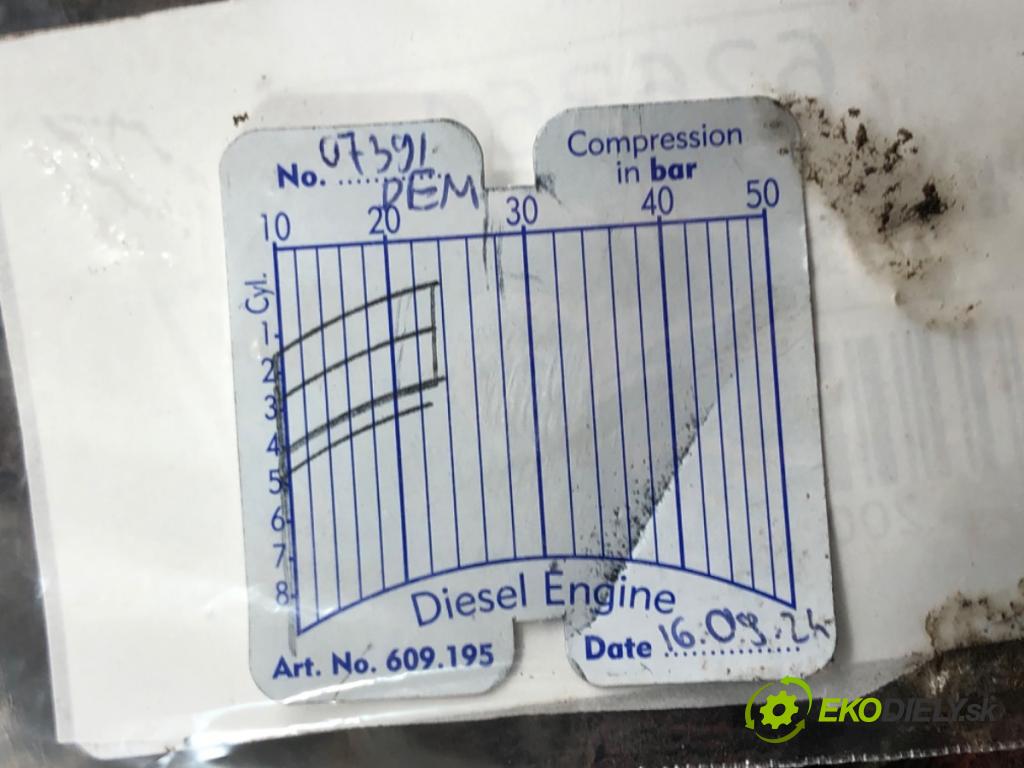 No. 07391
DEM
Compression
in bar
10 20 30 40 50
Cyl.
1
2
3
4
5
6
7
8
Diesel Engine
Art. No. 609.195
Date 16.09.24
EKODIELY.sk